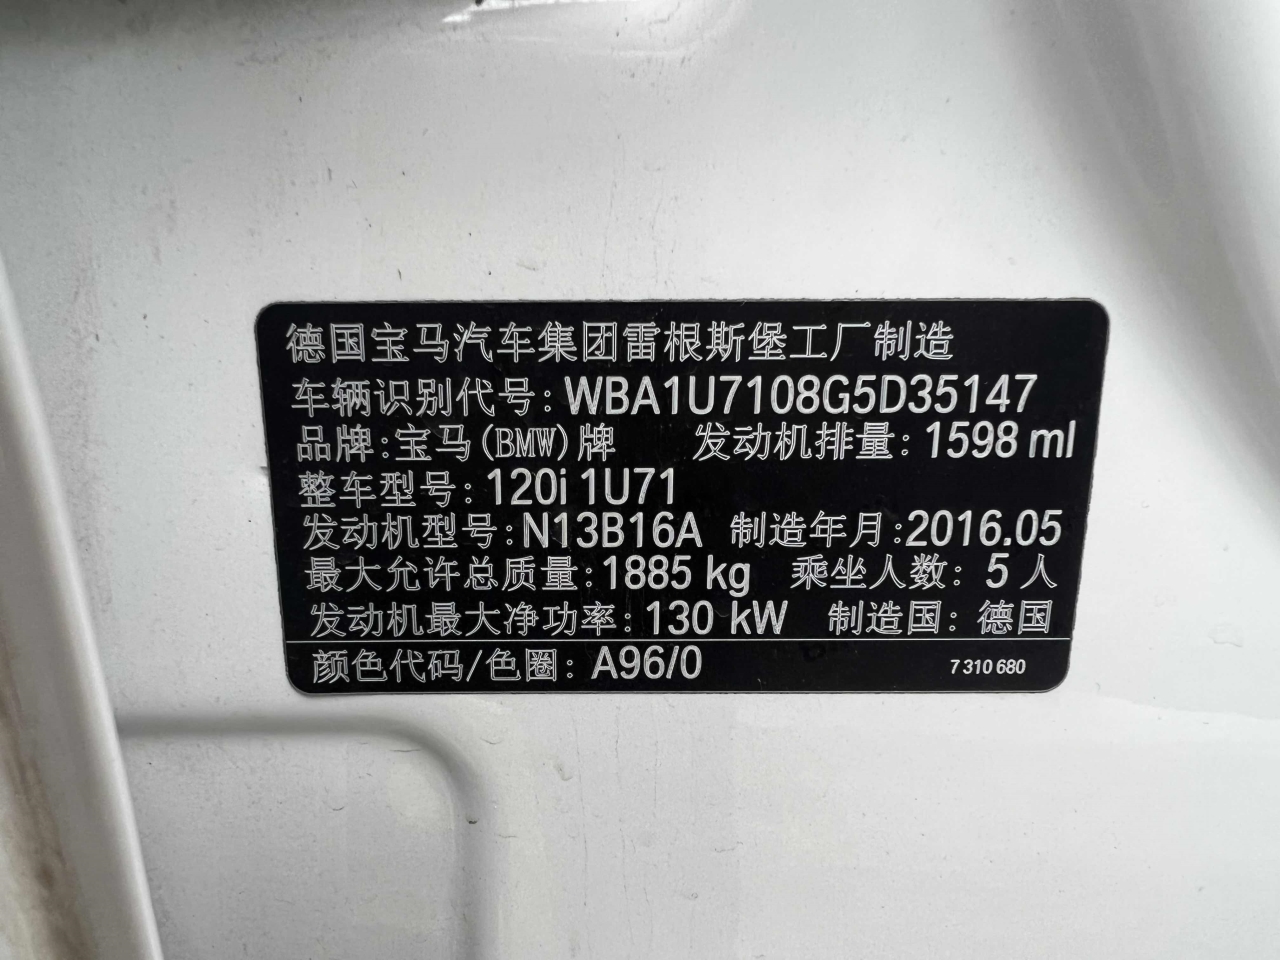 德国宝马汽车集团雷根斯堡工厂制造
车辆识别代号: WBA1U7108G5D35147
品牌:宝马(BMW)牌 发动机排量: 1598 ml
整车型号: 120i 1U71
发动机型号: N13B16A 制造年月:2016.05
最大允许总质量: 1885 kg 乘坐人数: 5 人
发动机最大净功率: 130 kW 制造国: 德国
颜色代码/色圈: A96/0 7 310 680